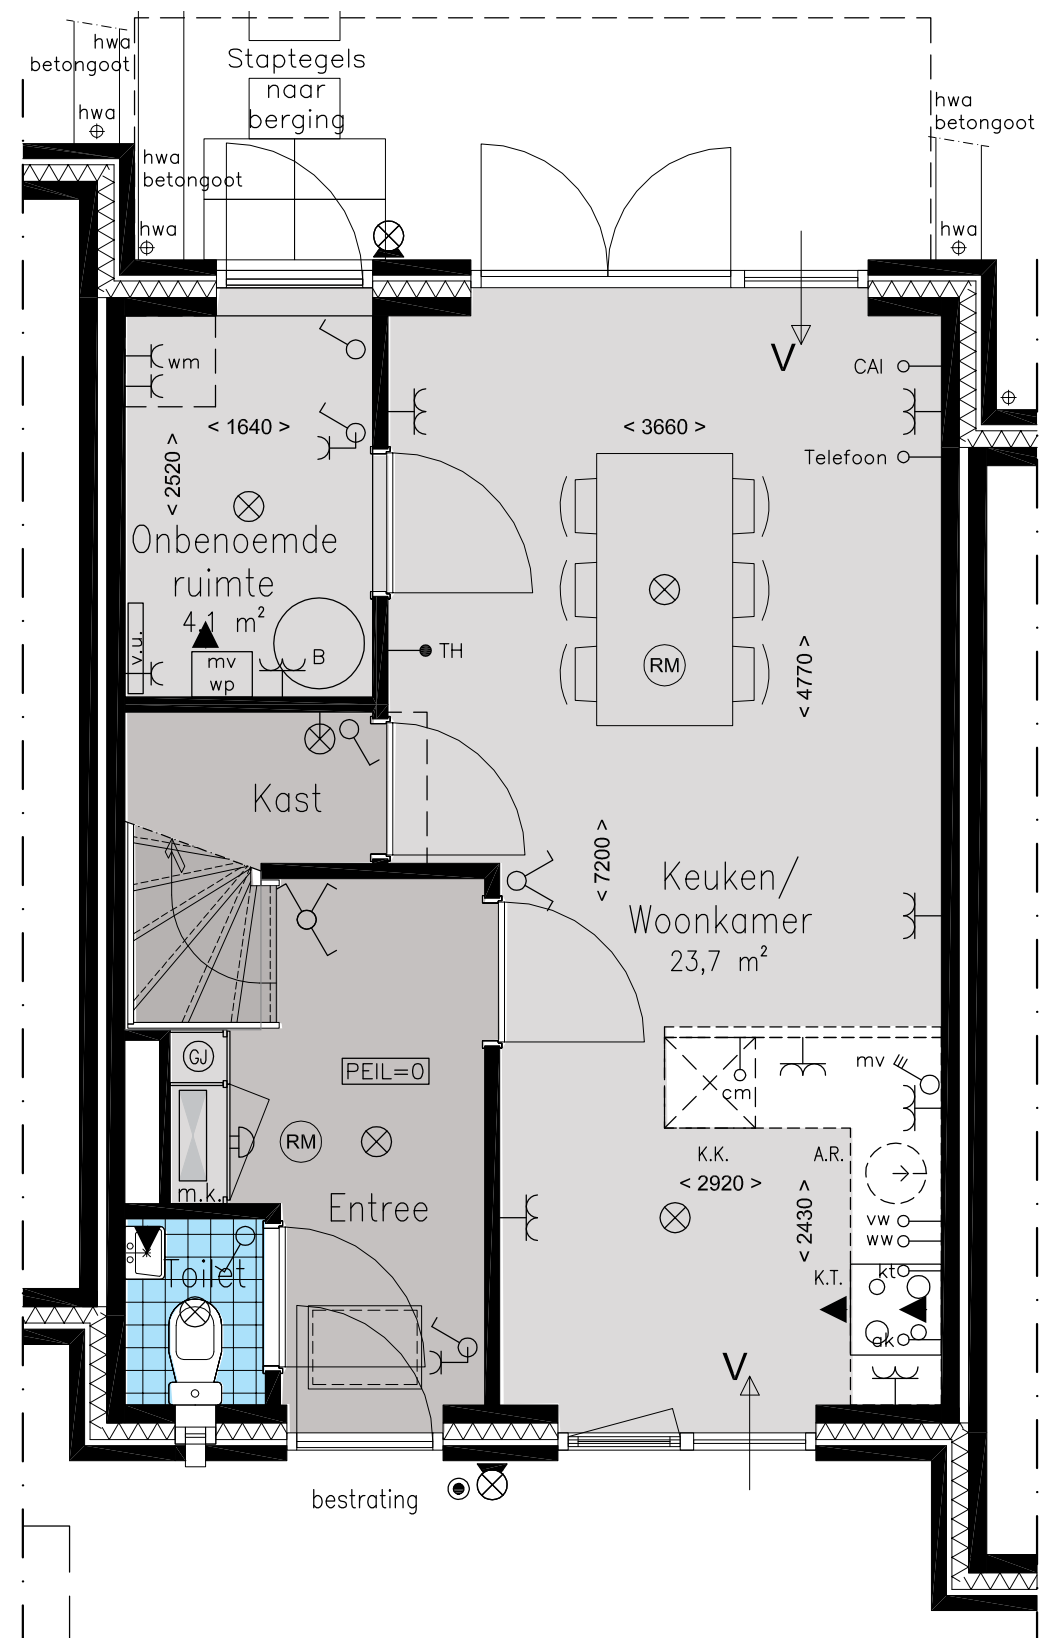 hwa
betongoot
Staptegels
naar
berging
hwa
betongoot
hwa
hwa
betongoot
hwa
hwa
V
CAI
wm
< 1640 >
< 3660 >
< 2520 >
Telefoon
Onbenoemde
ruimte
4,1 m²
v.u.
mv
wp
B
TH
RM
< 4770 >
Kast
< 7200 >
Keuken/
Woonkamer
23,7 m²
GJ
PEIL=0
cm
mv
RM
m.k.
K.K.
A.R.
< 2920 >
< 2430 >
Entree
vw
ww
Toilet
K.T.
kt
ak
V
bestrating